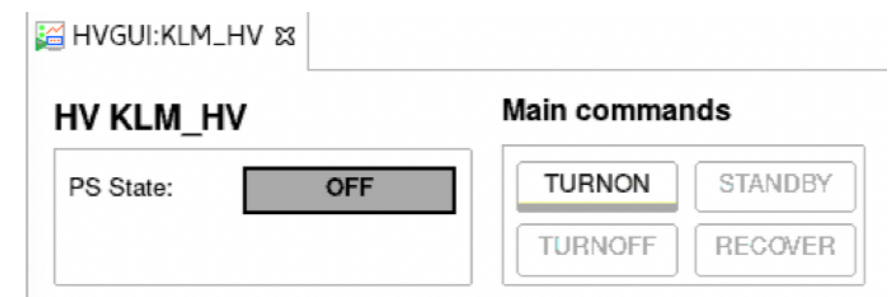 HVGUI:KLM_HV
HV KLM_HV
PS State: OFF
Main commands
TURNON STANDBY
TURNOFF RECOVER